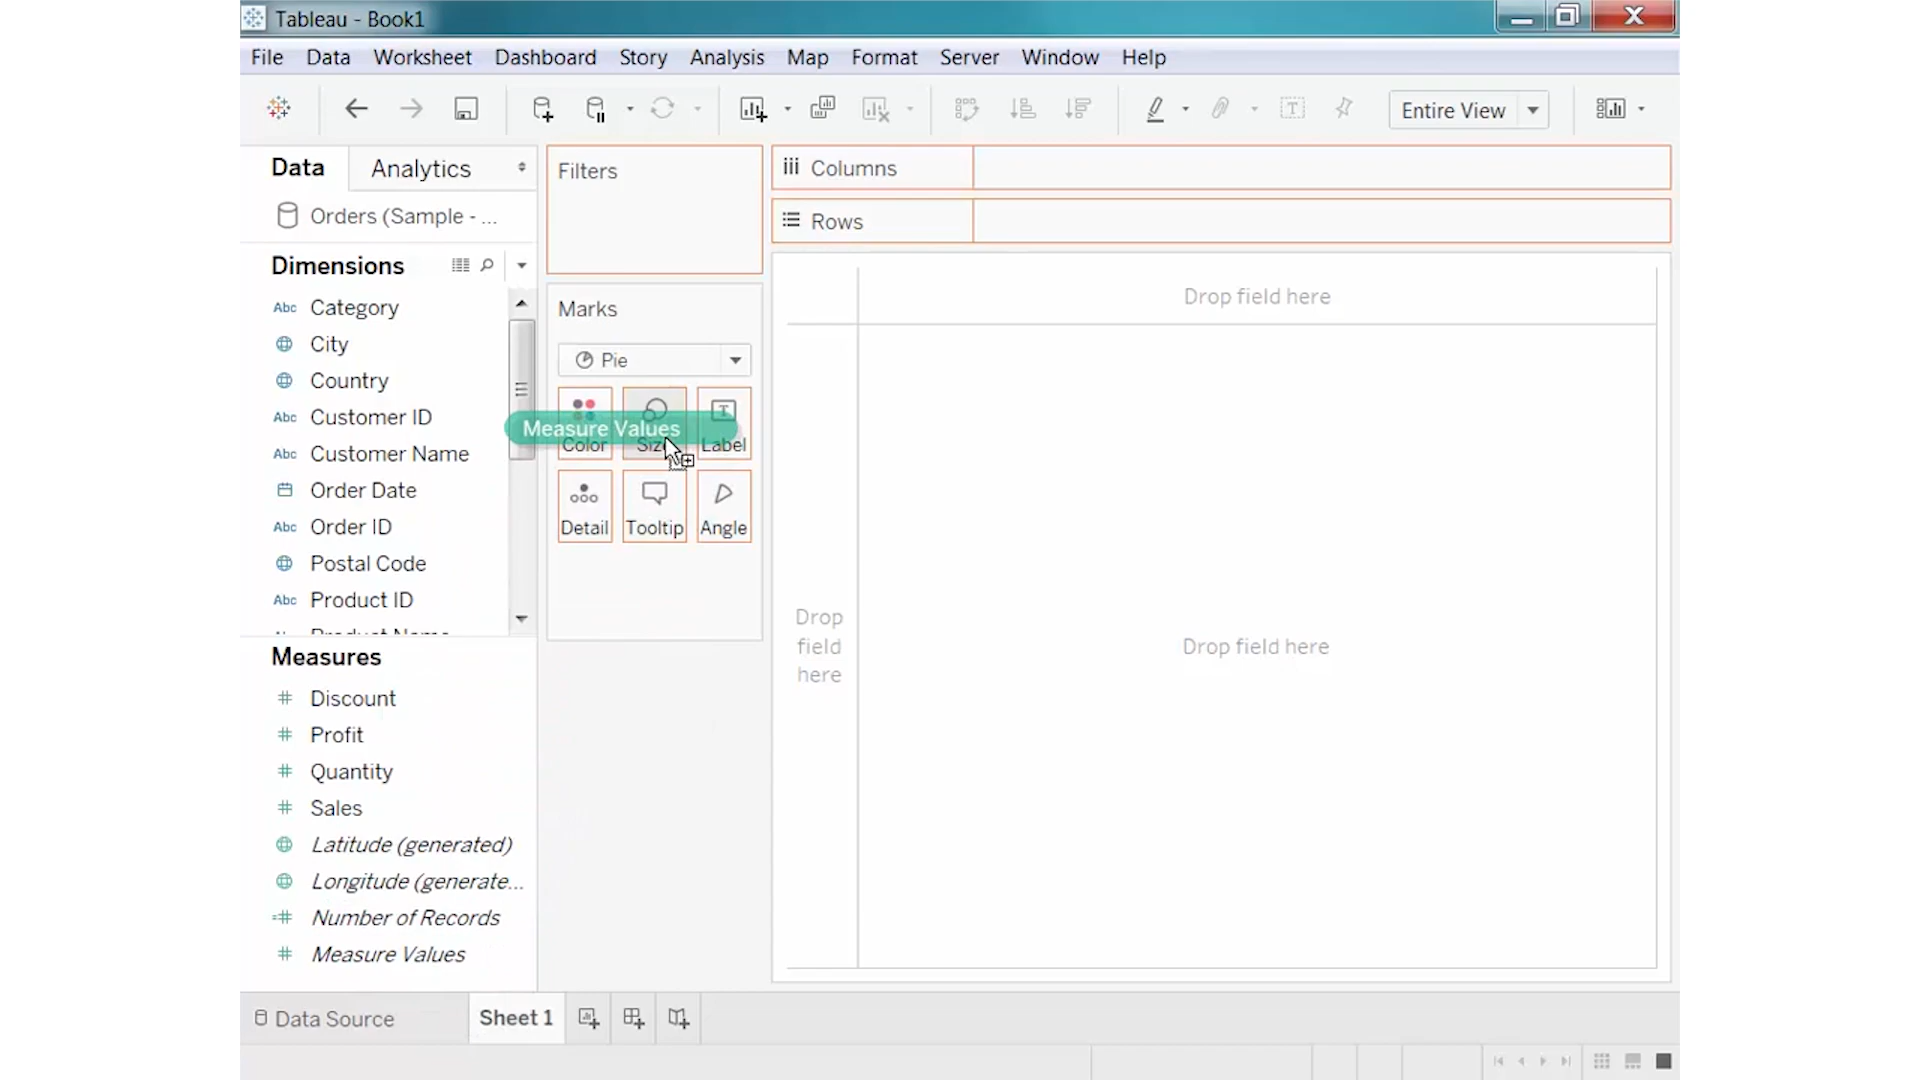 Tableau - Book1
File Data Worksheet Dashboard Story Analysis Map Format Server Window Help
Entire View
Data Analytics
Orders (Sample - ...
Dimensions
Abc Category
City
Country
Abc Customer ID
Abc Customer Name
Order Date
Abc Order ID
Postal Code
Abc Product ID
Product Name
Measures
# Discount
# Profit
# Quantity
# Sales
Latitude (generated)
Longitude (generate...
=# Number of Records
# Measure Values
Filters
Marks
Pie
Measure Values
Color Size Label
Detail Tooltip Angle
Columns
Rows
Drop field here
Drop
field
here
Drop field here
Data Source Sheet 1